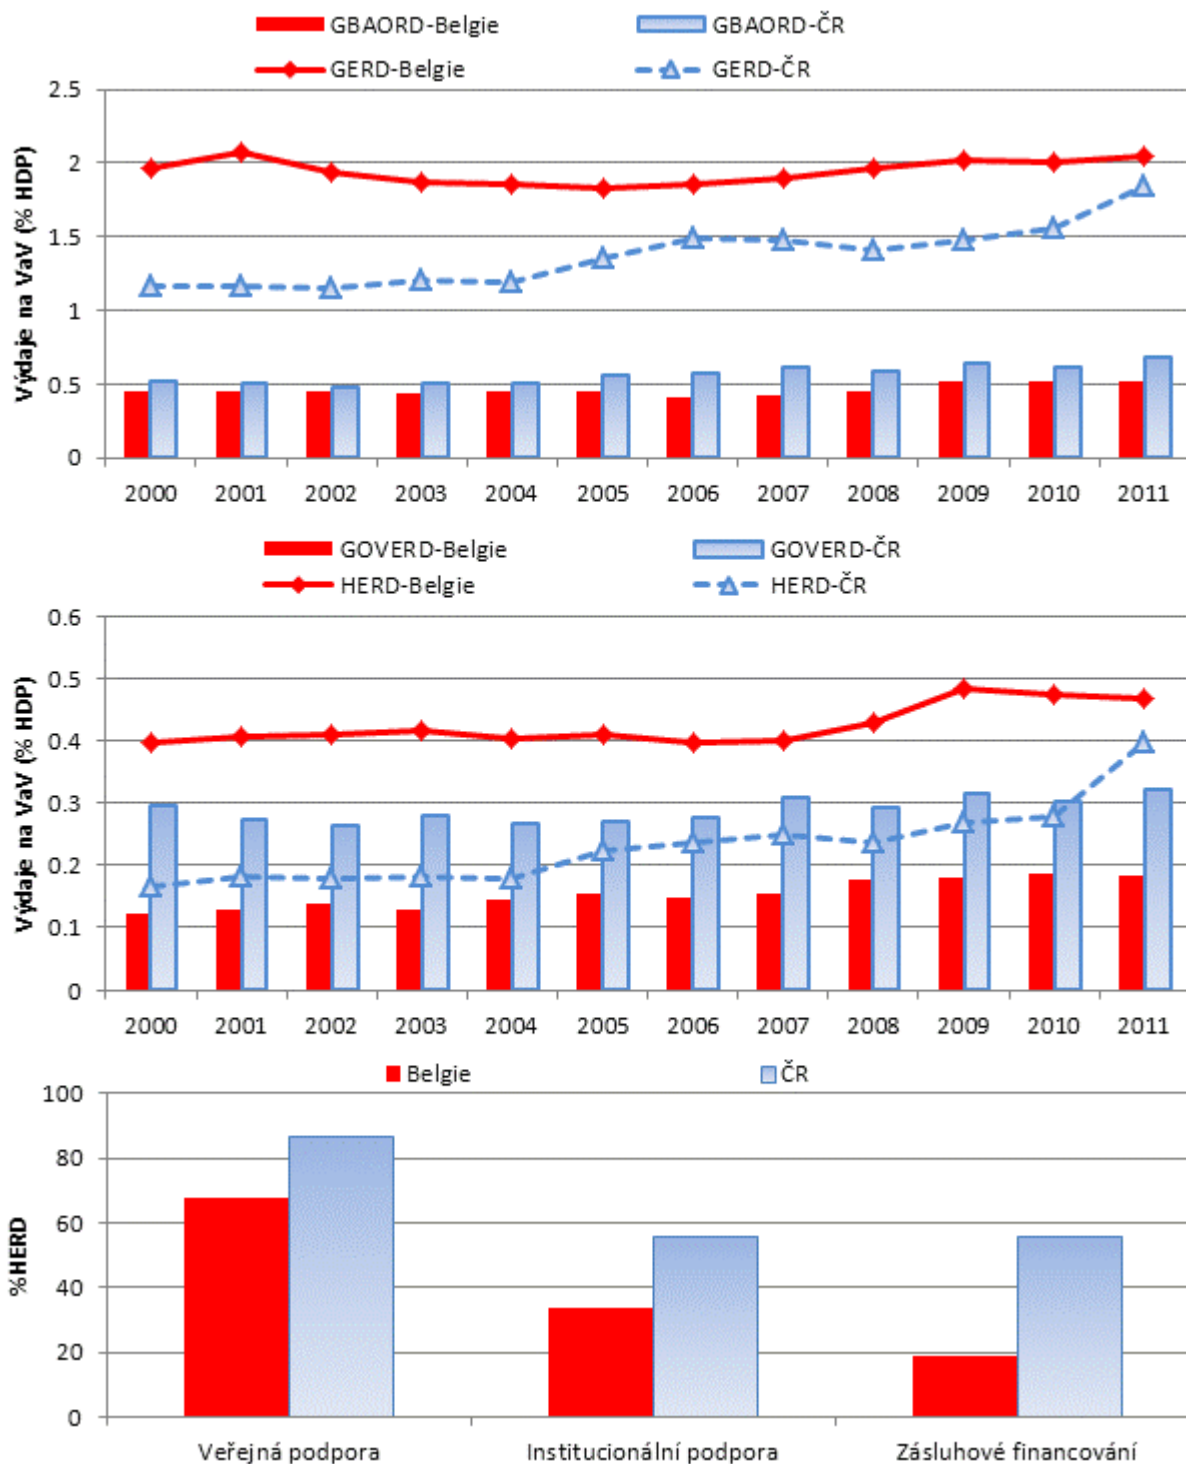 GBAORD-Belgie GBAORD-ČR
GERD-Belgie GERD-ČR
Výdaje na VaV (% HDP)
2.5
2
1.5
1
0.5
0
2000 2001 2002 2003 2004 2005 2006 2007 2008 2009 2010 2011
GOVERD-Belgie GOVERD-ČR
HERD-Belgie HERD-ČR
Výdaje na VaV (% HDP)
0.6
0.5
0.4
0.3
0.2
0.1
0
2000 2001 2002 2003 2004 2005 2006 2007 2008 2009 2010 2011
Belgie ČR
%HERD
100
80
60
40
20
0
Veřejná podpora Institucionální podpora Zásluhové financování